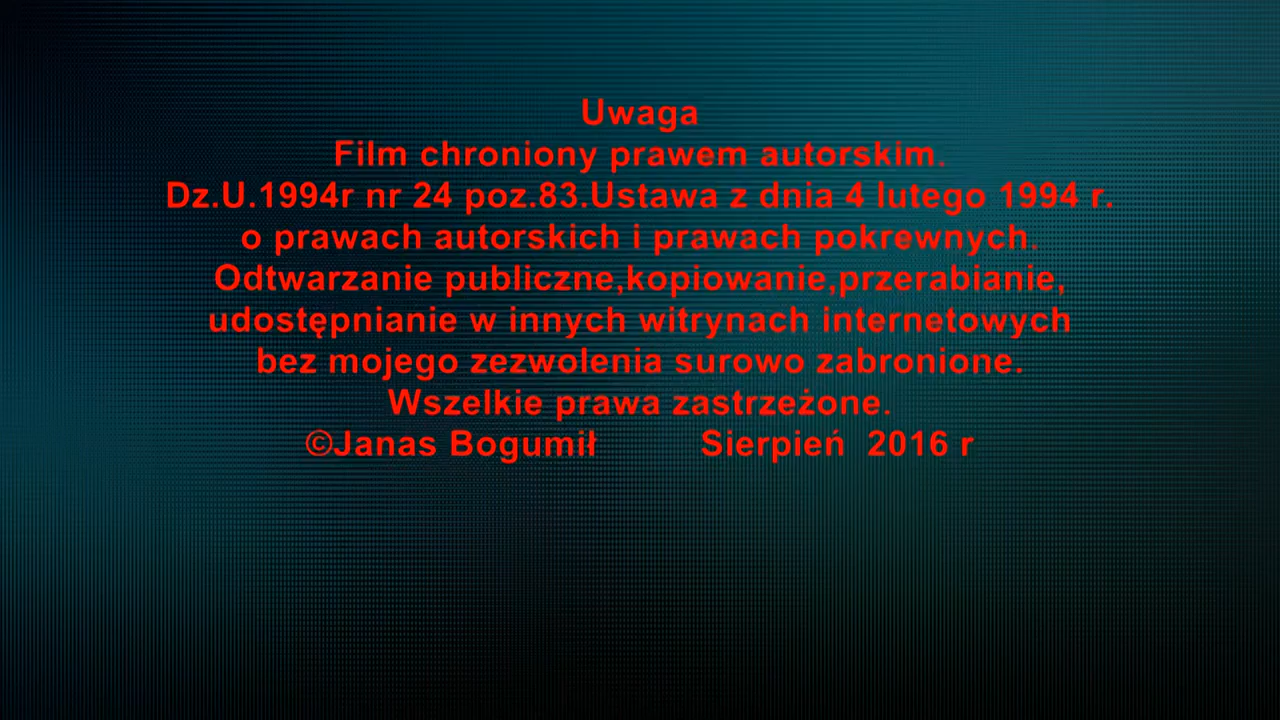 Uwaga
Film chroniony prawem autorskim.
Dz.U.1994r nr 24 poz.83.Ustawa z dnia 4 lutego 1994 r.
o prawach autorskich i prawach pokrewnych.
Odtwarzanie publiczne,kopiowanie,przerabianie,
udostępnianie w innych witrynach internetowych
bez mojego zezwolenia surowo zabronione.
Wszelkie prawa zastrzeżone.
©Janas Bogumił Sierpień 2016 r